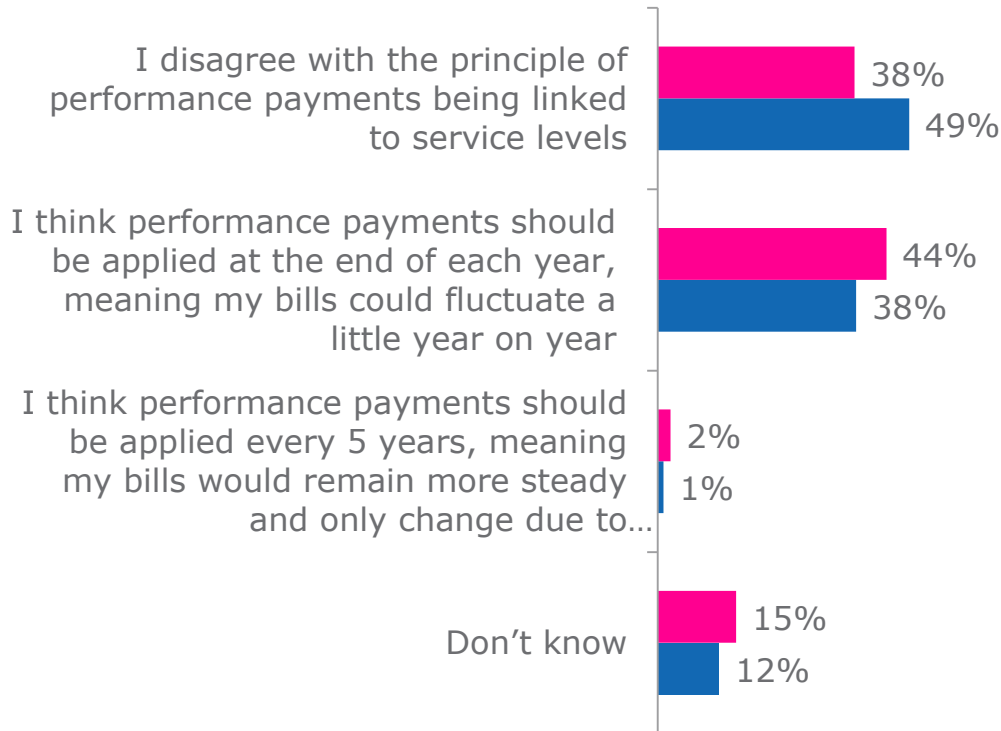 I disagree with the principle of
performance payments being linked
to service levels
38%
49%
I think performance payments should
be applied at the end of each year,
meaning my bills could fluctuate a
little year on year
44%
38%
I think performance payments should
be applied every 5 years, meaning
my bills would remain more steady
and only change due to…
2%
1%
Don’t know
15%
12%